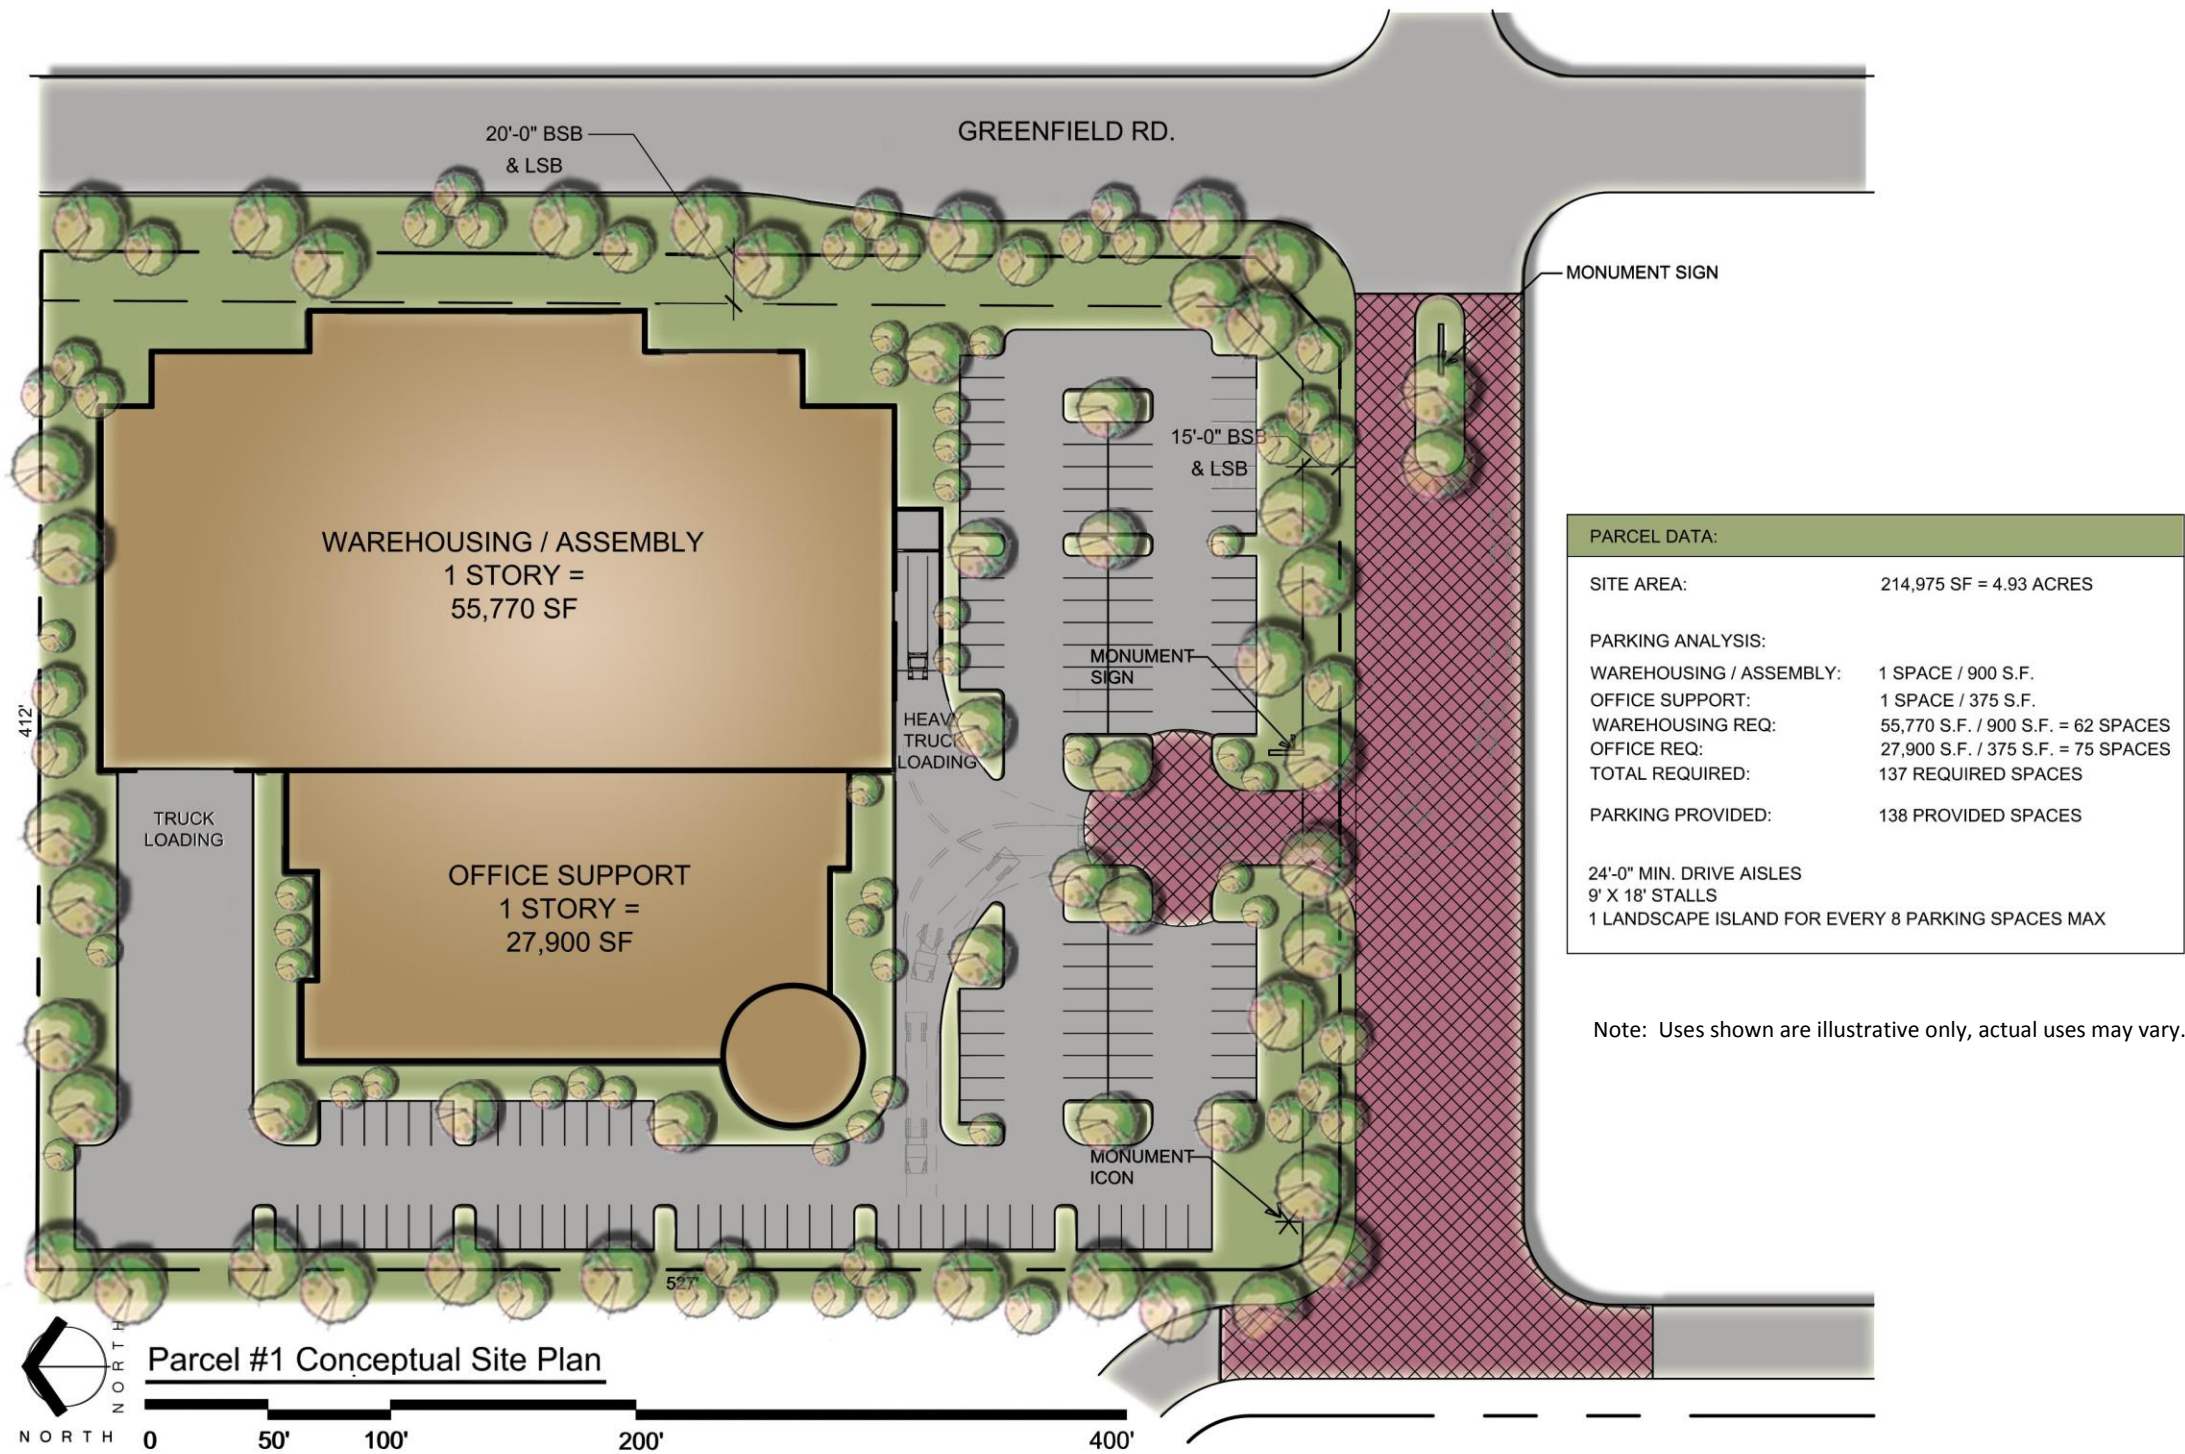 20'-0" BSB
& LSB
GREENFIELD RD.
MONUMENT SIGN
15'-0" BSB
& LSB
WAREHOUSING / ASSEMBLY
1 STORY =
55,770 SF
MONUMENT
SIGN
412'
HEAVY
TRUCK
LOADING
TRUCK
LOADING
OFFICE SUPPORT
1 STORY =
27,900 SF
MONUMENT
ICON
527'
PARCEL DATA:
SITE AREA: 214,975 SF = 4.93 ACRES
PARKING ANALYSIS:
WAREHOUSING / ASSEMBLY: 1 SPACE / 900 S.F.
OFFICE SUPPORT: 1 SPACE / 375 S.F.
WAREHOUSING REQ: 55,770 S.F. / 900 S.F. = 62 SPACES
OFFICE REQ: 27,900 S.F. / 375 S.F. = 75 SPACES
TOTAL REQUIRED: 137 REQUIRED SPACES
PARKING PROVIDED: 138 PROVIDED SPACES
24'-0" MIN. DRIVE AISLES
9' X 18' STALLS
1 LANDSCAPE ISLAND FOR EVERY 8 PARKING SPACES MAX
Note: Uses shown are illustrative only, actual uses may vary.
NORTH
NORTH
Parcel #1 Conceptual Site Plan
0 50' 100' 200' 400'